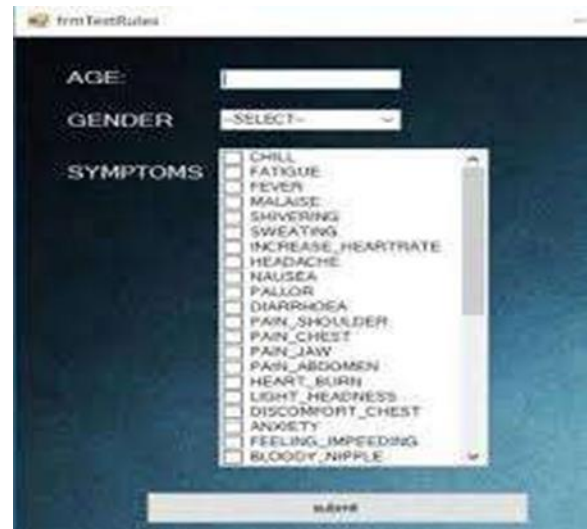 frmTestRules
AGE:
GENDER
--SELECT--
SYMPTOMS
CHILL
FATIGUE
FEVER
MALAISE
SHIVERING
SWEATING
INCREASE_HEARTRATE
HEADACHE
NAUSEA
PALLOR
DIARRHOEA
PAIN_SHOULDER
PAIN_CHEST
PAIN_JAW
PAIN_ABDOMEN
HEART_BURN
LIGHT_HEADNESS
DISCOMFORT_CHEST
ANXIETY
FEELING_IMPEEDING
BLOODY_NIPPLE
submit